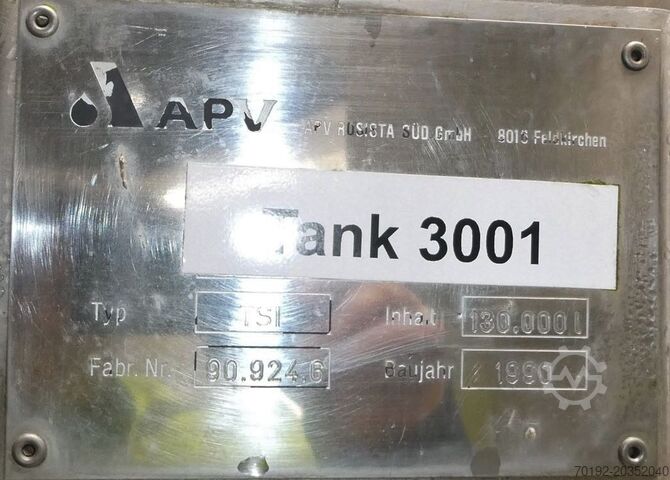 APV APV ROSISTA SÜD GmbH 8016 Feldkirchen
Tank 3001
Typ TSI Inhalt 130.000 l
Fabr. Nr. 90.924.6 Baujahr 1990
70192-20352040